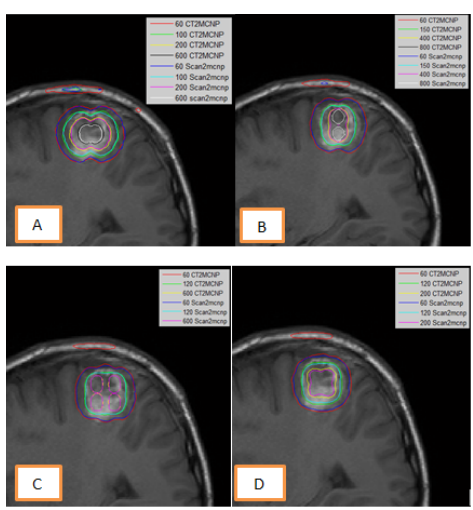 60 CT2MCNP
100 CT2MCNP
200 CT2MCNP
600 CT2MCNP
60 Scan2mcnp
100 Scan2mcnp
200 Scan2mcnp
600 scan2mcnp
A
60 CT2MCNP
150 CT2MCNP
400 CT2MCNP
800 CT2MCNP
60 Scan2mcnp
150 Scan2mcnp
400 Scan2mcnp
800 Scan2mcnp
B
60 CT2MCNP
120 CT2MCNP
600 CT2MCNP
60 Scan2mcnp
120 Scan2mcnp
600 Scan2mcnp
C
60 CT2MCNP
120 CT2MCNP
200 CT2MCNP
60 Scan2mcnp
120 Scan2mcnp
200 Scan2mcnp
D